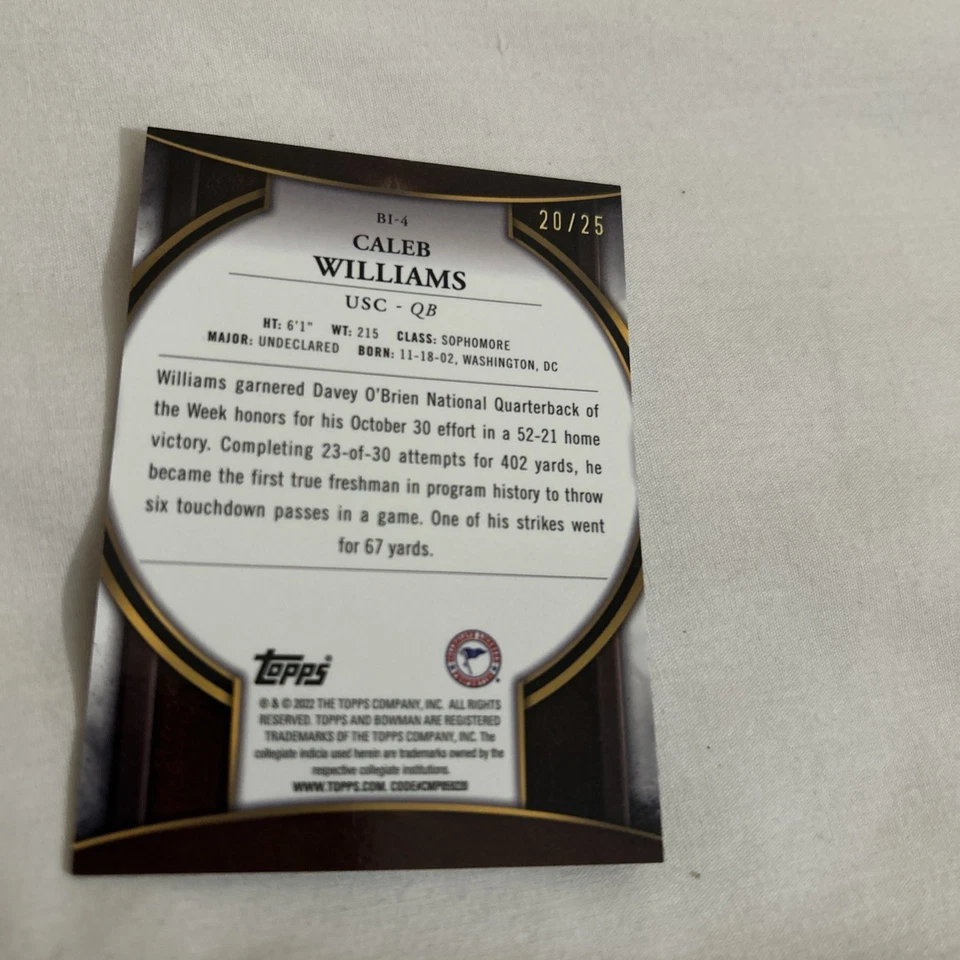 20/25
BI-4
CALEB
WILLIAMS
USC - QB
HT: 6'1" WT: 215 CLASS: SOPHOMORE
MAJOR: UNDECLARED BORN: 11-18-02, WASHINGTON, DC
Williams garnered Davey O'Brien National Quarterback of
the Week honors for his October 30 effort in a 52-21 home
victory. Completing 23-of-30 attempts for 402 yards, he
became the first true freshman in program history to throw
six touchdown passes in a game. One of his strikes went
for 67 yards.
topps®
® & © 2022 THE TOPPS COMPANY, INC. ALL RIGHTS
RESERVED. TOPPS AND BOWMAN ARE REGISTERED
TRADEMARKS OF THE TOPPS COMPANY, INC. The
collegiate indicia used herein are trademarks owned by the
respective collegiate institutions.
WWW.TOPPS.COM.